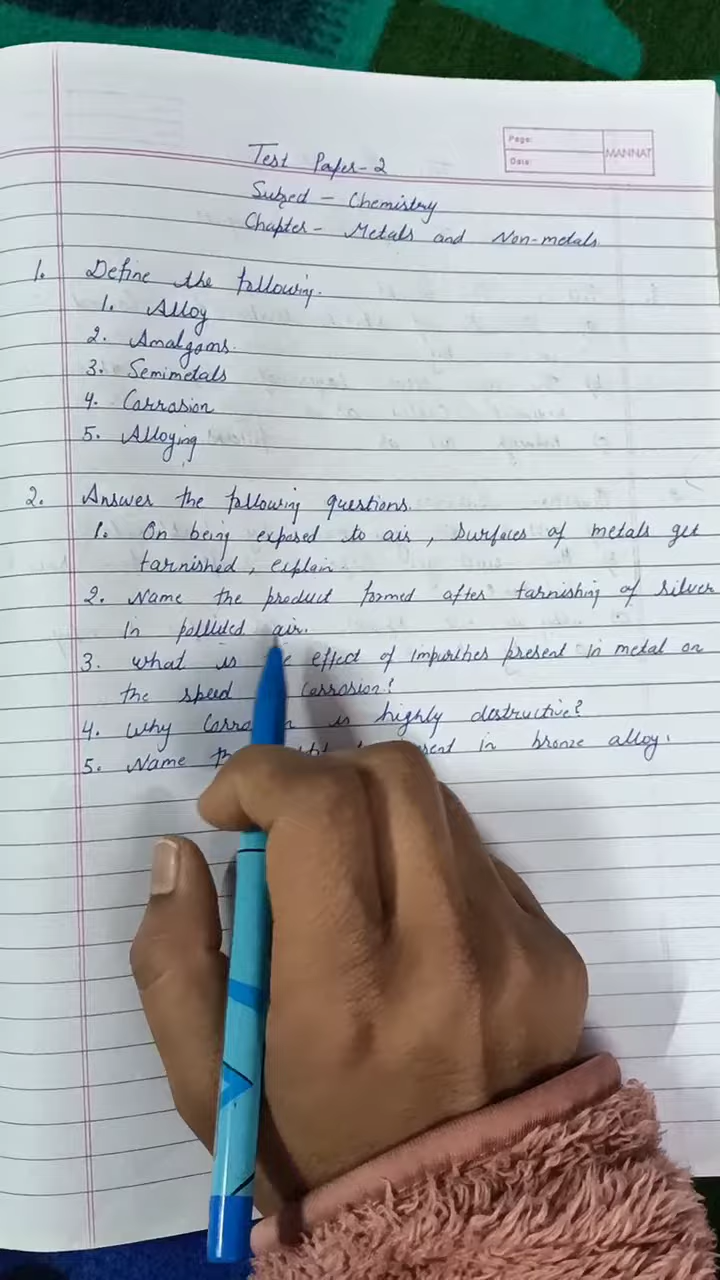 Page:
Date:
MANNAT
Test Paper-2
Subject - Chemistry
Chapter- Metals and Non-metals
1. Define the following.
1. Alloy
2. Amalgams.
3. Semimetals
4. Corrosion
5. Alloying
2. Answer the following questions.
1. On being exposed to air, surfaces of metals get
tarnished, explain.
2. Name the product formed after tarnishing of silver
in polluted air.
3. What is effect of impurities present in metal on
the speed corrosion?
4. Why is highly destructive?
5. Name in bronze alloy.